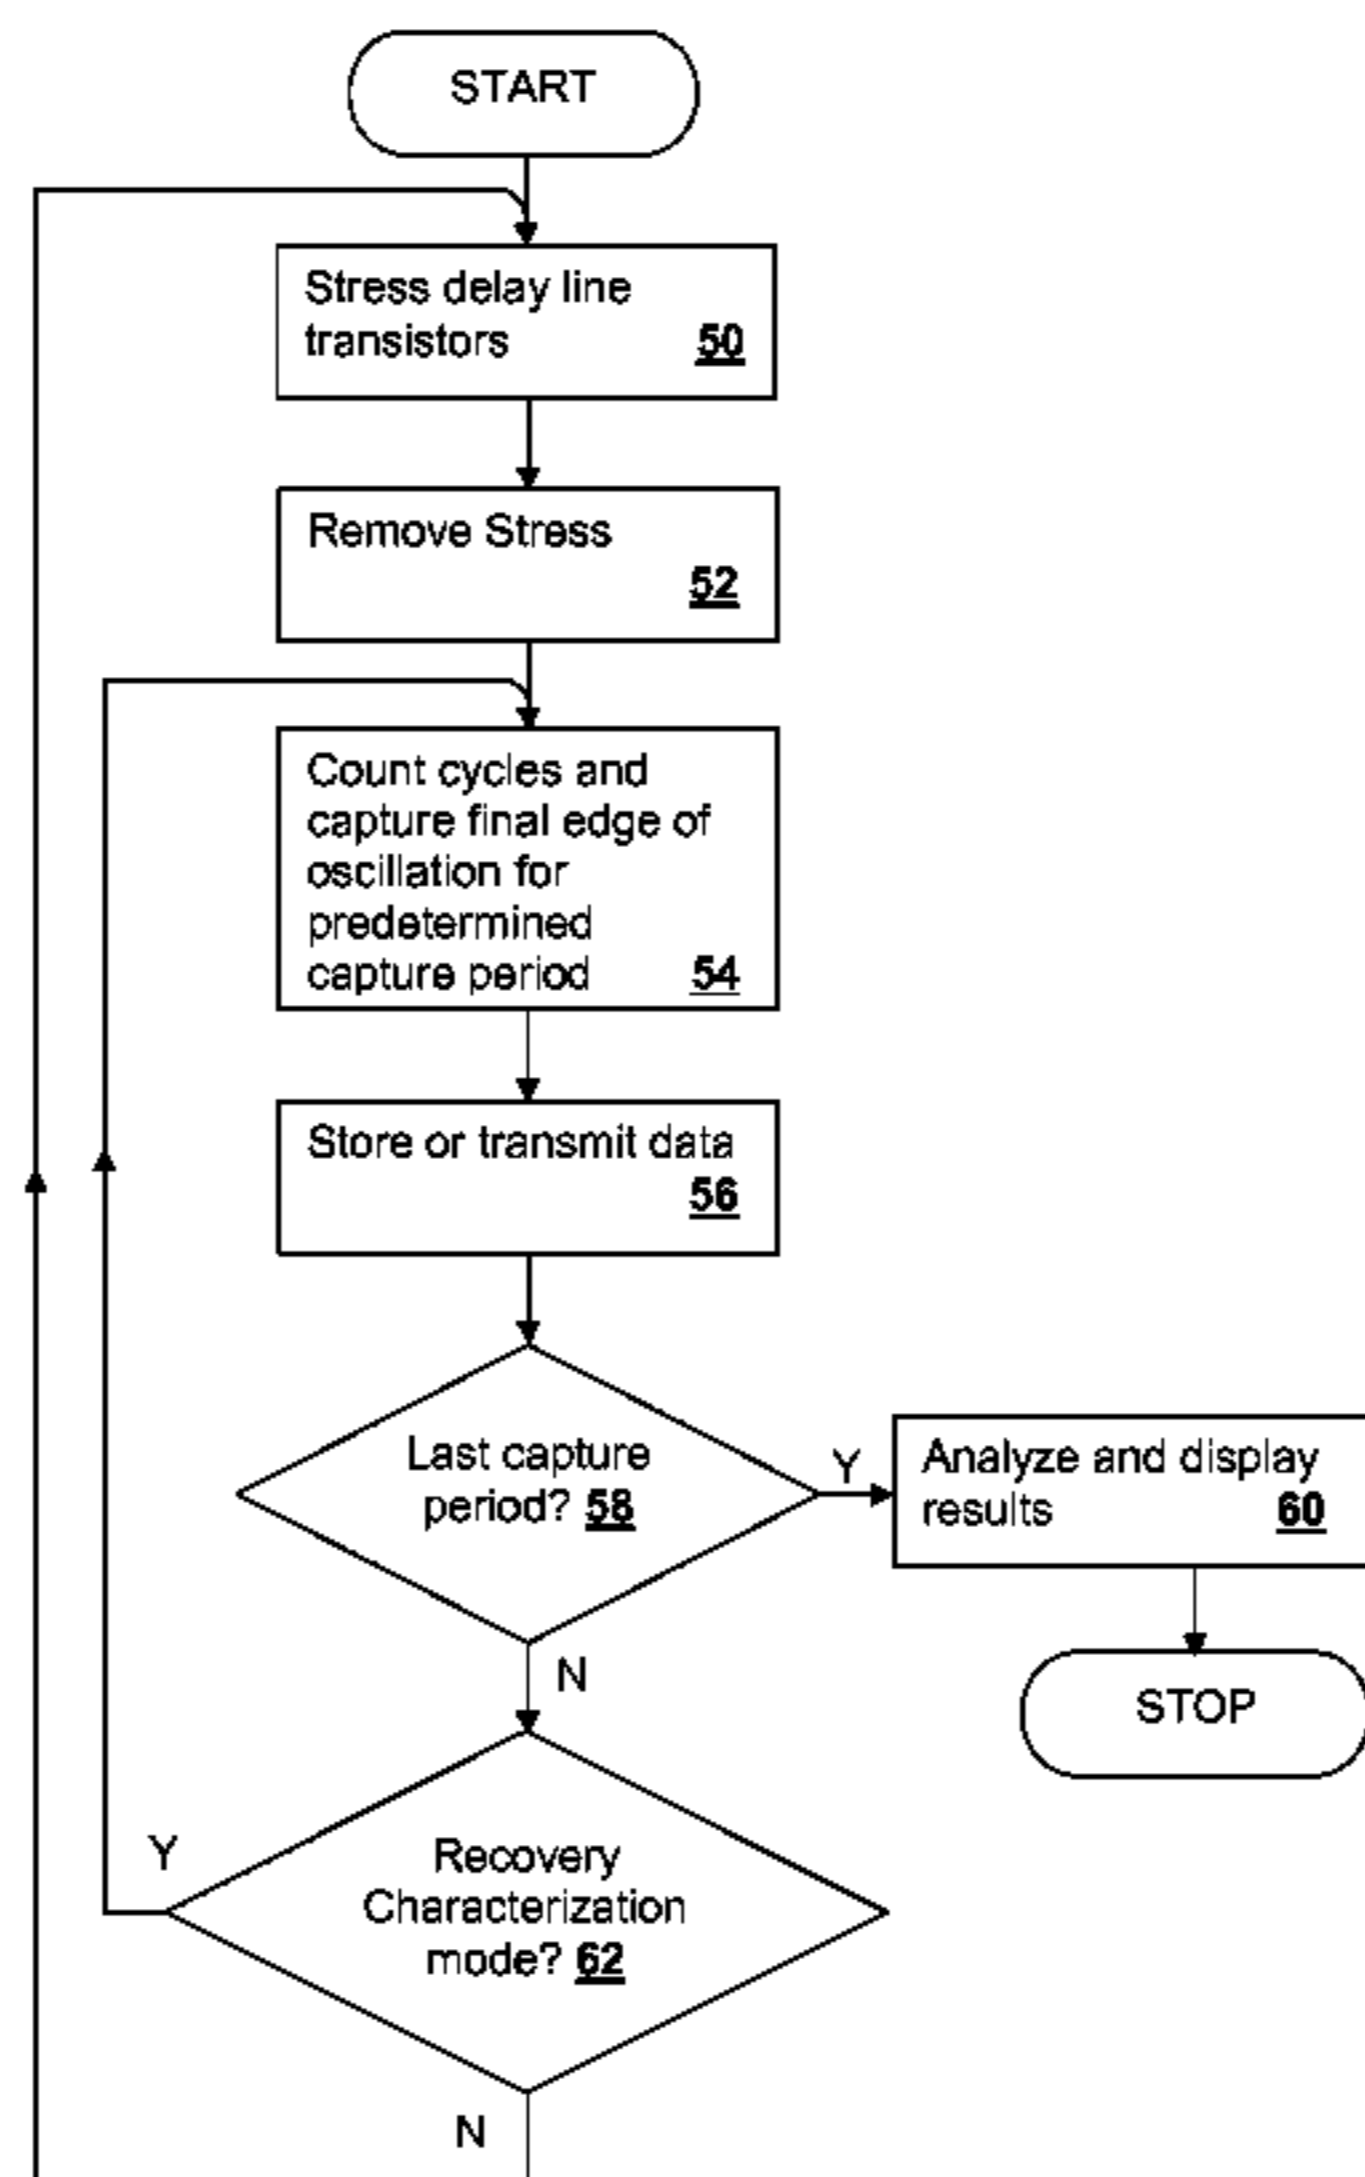 START
Stress delay line
transistors 50
Remove Stress
52
Count cycles and
capture final edge of
oscillation for
predetermined
capture period 54
Store or transmit data
56
Last capture
period? 58
Y
Analyze and display
results 60
N
STOP
Y
Recovery
Characterization
mode? 62
N